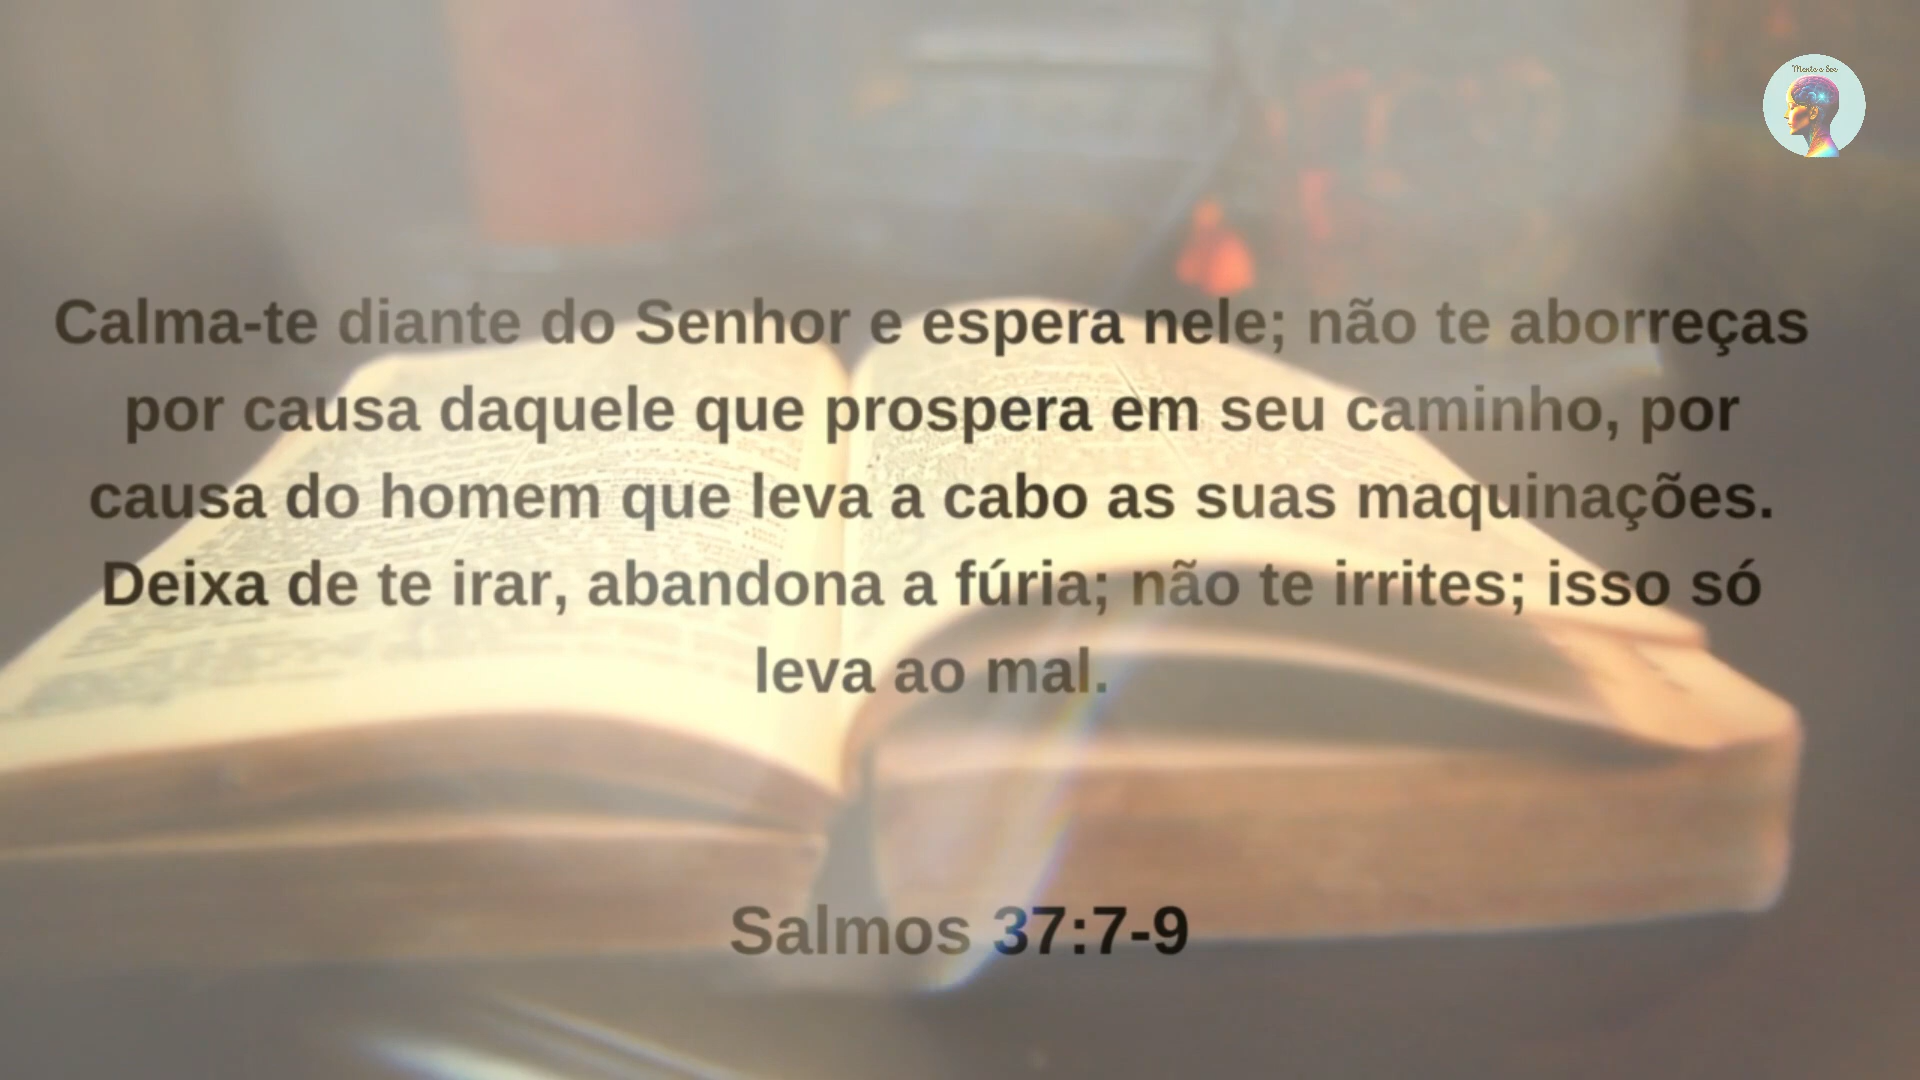 Mente e Ser
Calma-te diante do Senhor e espera nele; não te aborreças
por causa daquele que prospera em seu caminho, por
causa do homem que leva a cabo as suas maquinações.
Deixa de te irar, abandona a fúria; não te irrites; isso só
leva ao mal.
Salmos 37:7-9